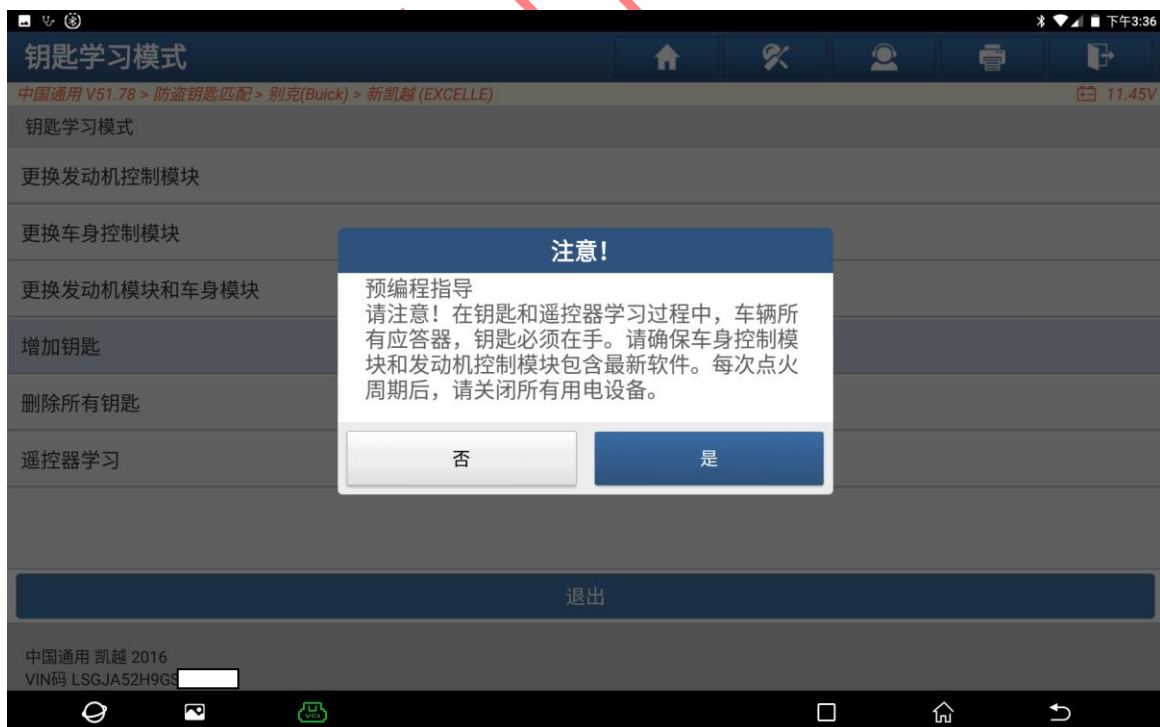 下午3:36
钥匙学习模式
中国通用 V51.78 > 防盗钥匙匹配 > 别克(Buick) > 新凯越 (EXCELLE)
11.45V
钥匙学习模式
更换发动机控制模块
更换车身控制模块
更换发动机模块和车身模块
增加钥匙
删除所有钥匙
遥控器学习
注意!
预编程指导
请注意！在钥匙和遥控器学习过程中，车辆所
有应答器，钥匙必须在手。请确保车身控制模
块和发动机控制模块包含最新软件。每次点火
周期后，请关闭所有用电设备。
否
是
退出
中国通用 凯越 2016
VIN码 LSGJA52H9GS
VCI